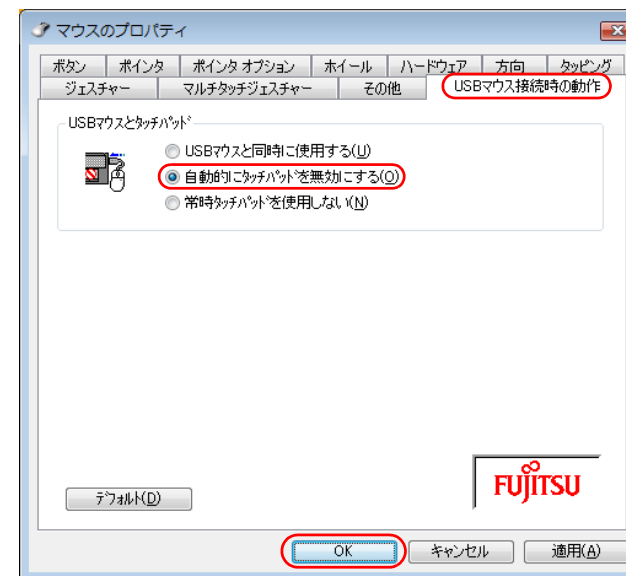 マウスのプロパティ
ボタン ポインタ ポインタ オプション ホイール ハードウェア 方向 タッピング
ジェスチャー マルチタッチジェスチャー その他 USBマウス接続時の動作
USBマウスとタッチパッド
USBマウスと同時に使用する(U)
自動的にタッチパッドを無効にする(O)
常時タッチパッドを使用しない(N)
FUJITSU
デフォルト(D)
OK キャンセル 適用(A)